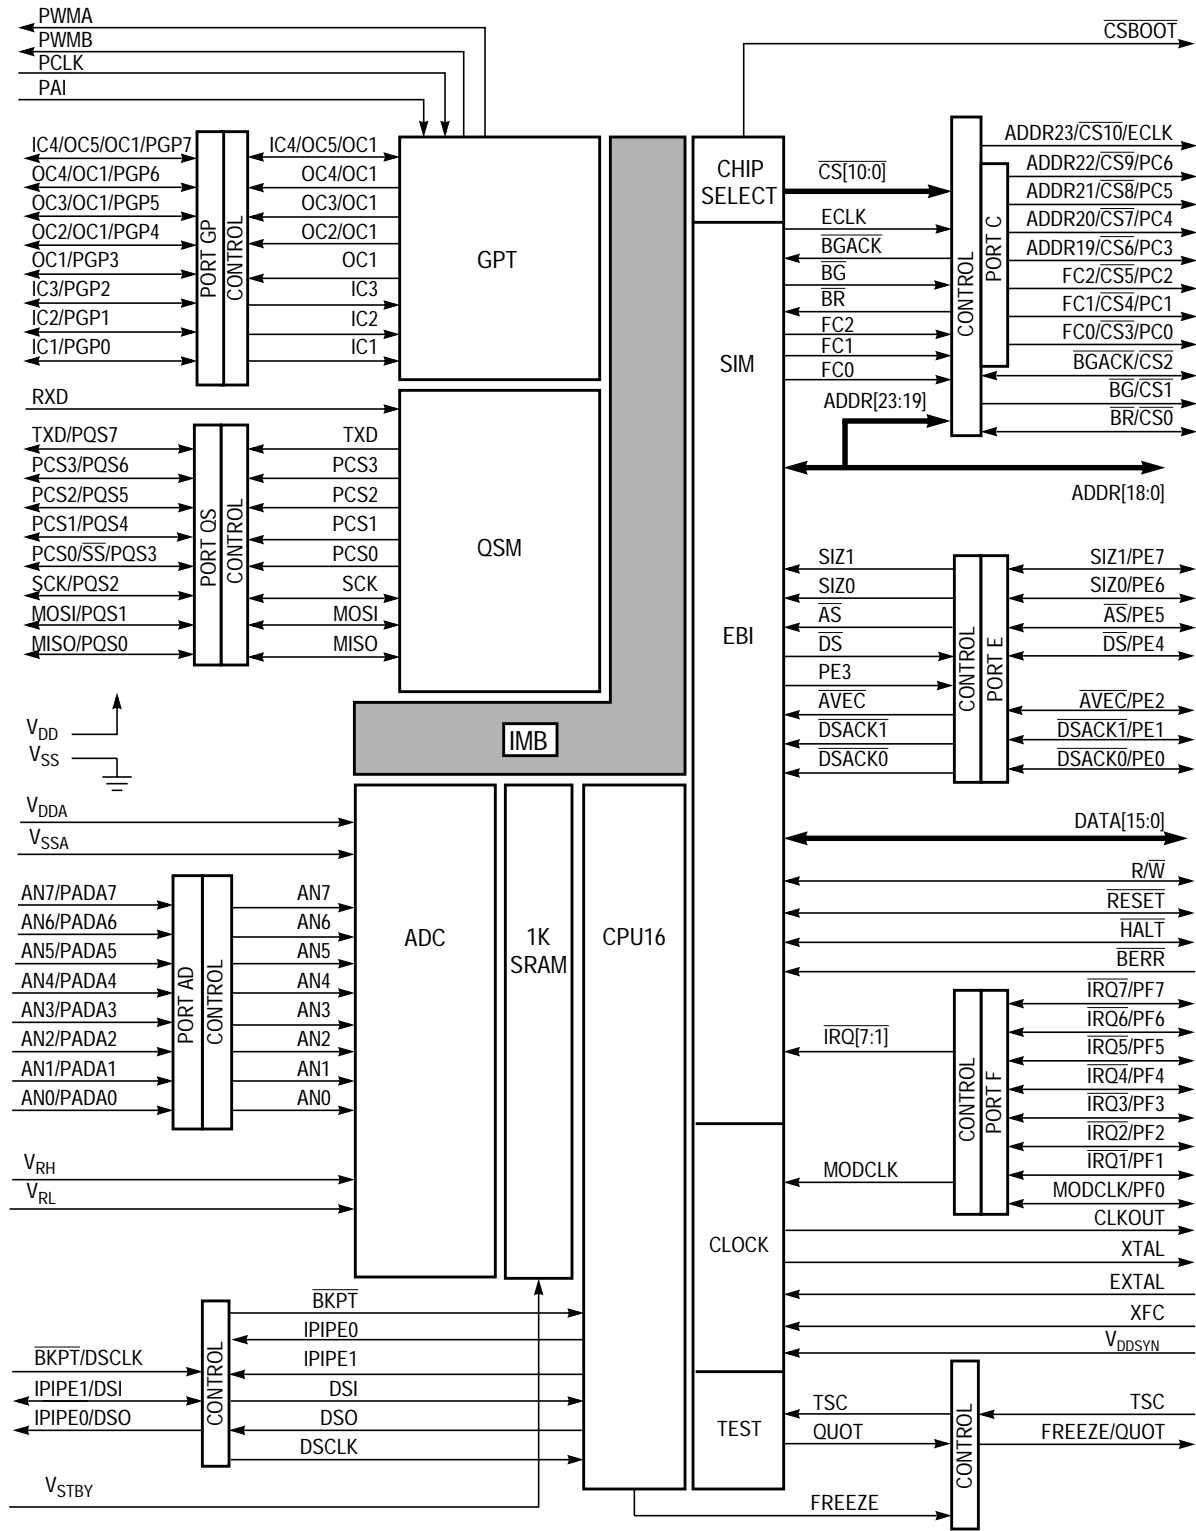 PWMA
PWMB
PCLK
PAI
IC4/OC5/OC1/PGP7
OC4/OC1/PGP6
OC3/OC1/PGP5
OC2/OC1/PGP4
OC1/PGP3
IC3/PGP2
IC2/PGP1
IC1/PGP0
PORT GP
CONTROL
IC4/OC5/OC1
OC4/OC1
OC3/OC1
OC2/OC1
OC1
IC3
IC2
IC1
GPT
RXD
TXD/PQS7
PCS3/PQS6
PCS2/PQS5
PCS1/PQS4
PCS0/SS/PQS3
SCK/PQS2
MOSI/PQS1
MISO/PQS0
PORT QS
CONTROL
TXD
PCS3
PCS2
PCS1
PCS0
SCK
MOSI
MISO
QSM
VDD
VSS
IMB
VDDA
VSSA
AN7/PADA7
AN6/PADA6
AN5/PADA5
AN4/PADA4
AN3/PADA3
AN2/PADA2
AN1/PADA1
AN0/PADA0
PORT AD
CONTROL
AN7
AN6
AN5
AN4
AN3
AN2
AN1
AN0
VRH
VRL
ADC
1K
SRAM
CPU16
BKPT/DSCLK
IPIPE1/DSI
IPIPE0/DSO
CONTROL
BKPT
IPIPE0
IPIPE1
DSI
DSO
DSCLK
VSTBY
CSBOOT
CHIP
SELECT
SIM
EBI
CLOCK
TEST
CS[10:0]
ECLK
BGACK
BG
BR
FC2
FC1
FC0
ADDR[23:19]
CONTROL
PORT C
ADDR23/CS10/ECLK
ADDR22/CS9/PC6
ADDR21/CS8/PC5
ADDR20/CS7/PC4
ADDR19/CS6/PC3
FC2/CS5/PC2
FC1/CS4/PC1
FC0/CS3/PC0
BGACK/CS2
BG/CS1
BR/CS0
ADDR[18:0]
SIZ1
SIZ0
AS
DS
PE3
AVEC
DSACK1
DSACK0
CONTROL
PORT E
SIZ1/PE7
SIZ0/PE6
AS/PE5
DS/PE4
AVEC/PE2
DSACK1/PE1
DSACK0/PE0
DATA[15:0]
R/W
RESET
HALT
BERR
IRQ[7:1]
MODCLK
CONTROL
PORT F
IRQ7/PF7
IRQ6/PF6
IRQ5/PF5
IRQ4/PF4
IRQ3/PF3
IRQ2/PF2
IRQ1/PF1
MODCLK/PF0
CLKOUT
XTAL
EXTAL
XFC
VDDSYN
TSC
QUOT
FREEZE
CONTROL
TSC
FREEZE/QUOT